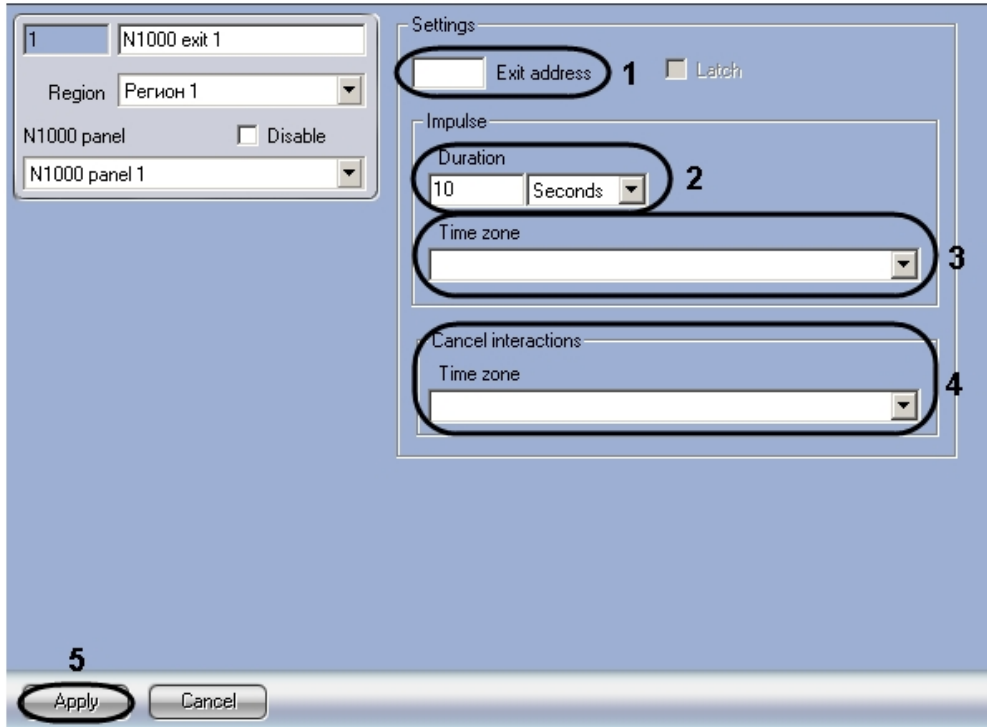 1 N1000 exit 1
Region Регион 1
N1000 panel Disable
N1000 panel 1
Settings
Exit address 1 Latch
Impulse
Duration
10 Seconds 2
Time zone
3
Cancel interactions
Time zone
4
5
Apply Cancel